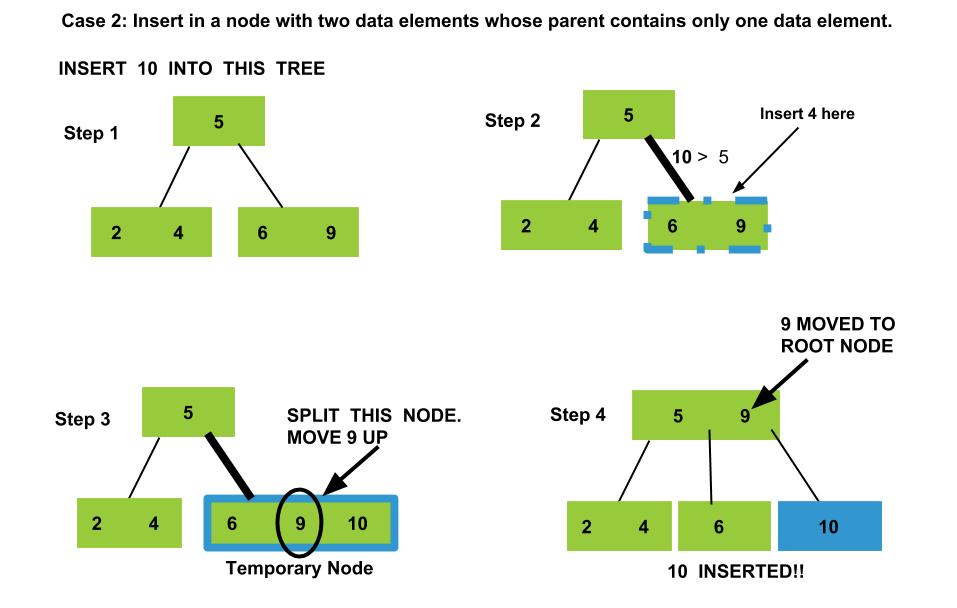 Case 2: Insert in a node with two data elements whose parent contains only one data element.
INSERT 10 INTO THIS TREE
Step 1
5
2 4
6 9
Step 2
5
Insert 4 here
10 > 5
2 4
6 9
Step 3
5
SPLIT THIS NODE.
MOVE 9 UP
2 4
6 9 10
Temporary Node
9 MOVED TO
ROOT NODE
Step 4
5 9
2 4
6
10
10 INSERTED!!